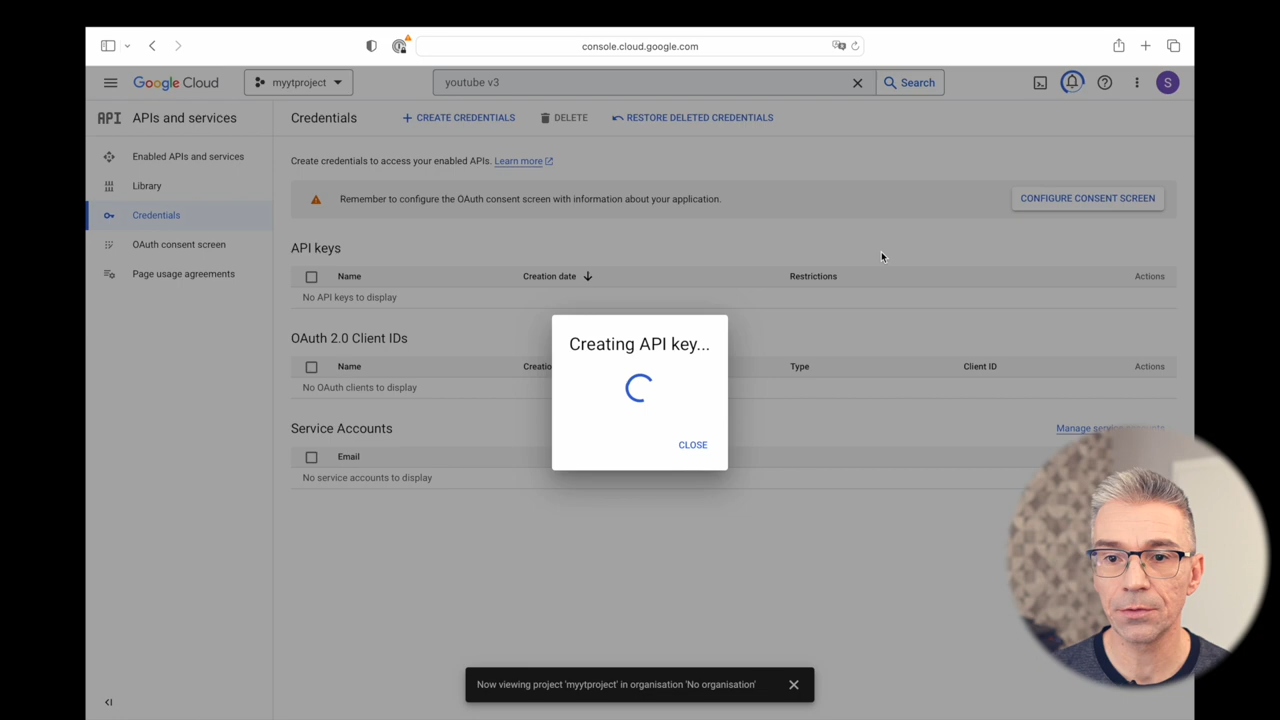 console.cloud.google.com
Google Cloud
myytproject
youtube v3
Search
S
API APIs and services
Credentials
CREATE CREDENTIALS
DELETE
RESTORE DELETED CREDENTIALS
Enabled APIs and services
Library
Credentials
OAuth consent screen
Page usage agreements
Create credentials to access your enabled APIs. Learn more
Remember to configure the OAuth consent screen with information about your application.
CONFIGURE CONSENT SCREEN
API keys
Name Creation date Restrictions Actions
No API keys to display
OAuth 2.0 Client IDs
Name Creatio Type Client ID Actions
No OAuth clients to display
Service Accounts
Manage service accounts
Email
No service accounts to display
Creating API key...
CLOSE
Now viewing project 'myytproject' in organisation 'No organisation'